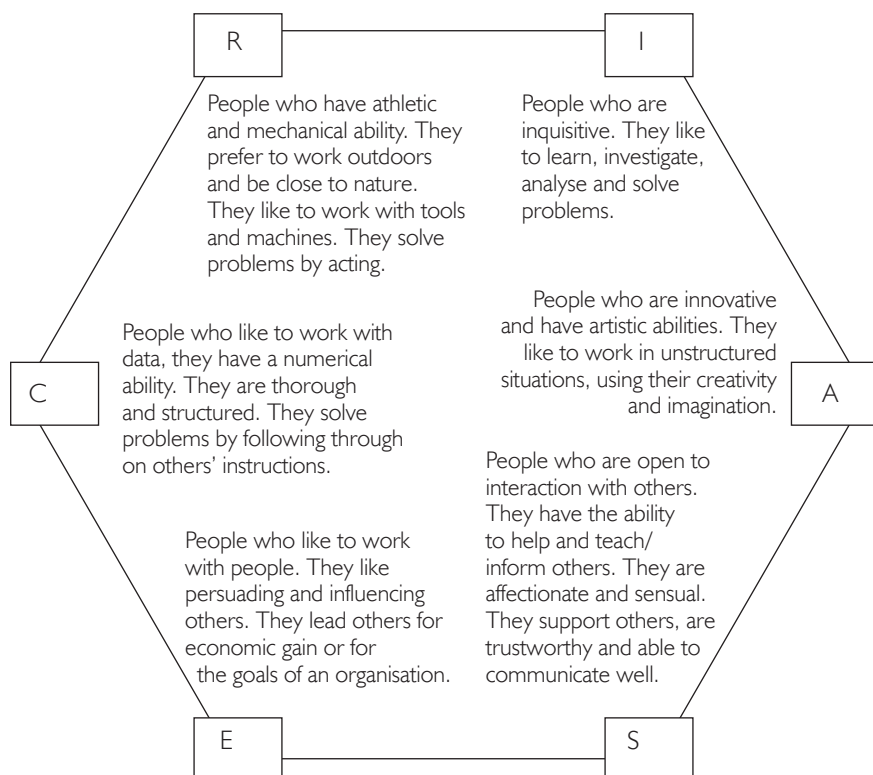 R
I
People who have athletic
and mechanical ability. They
prefer to work outdoors
and be close to nature.
They like to work with tools
and machines. They solve
problems by acting.
People who are
inquisitive. They like
to learn, investigate,
analyse and solve
problems.
C
People who like to work with
data, they have a numerical
ability. They are thorough
and structured. They solve
problems by following through
on others’ instructions.
People who are innovative
and have artistic abilities. They
like to work in unstructured
situations, using their creativity
and imagination.
A
People who like to work
with people. They like
persuading and influencing
others. They lead others for
economic gain or for
the goals of an organisation.
People who are open to
interaction with others.
They have the ability
to help and teach/
inform others. They are
affectionate and sensual.
They support others, are
trustworthy and able to
communicate well.
E
S